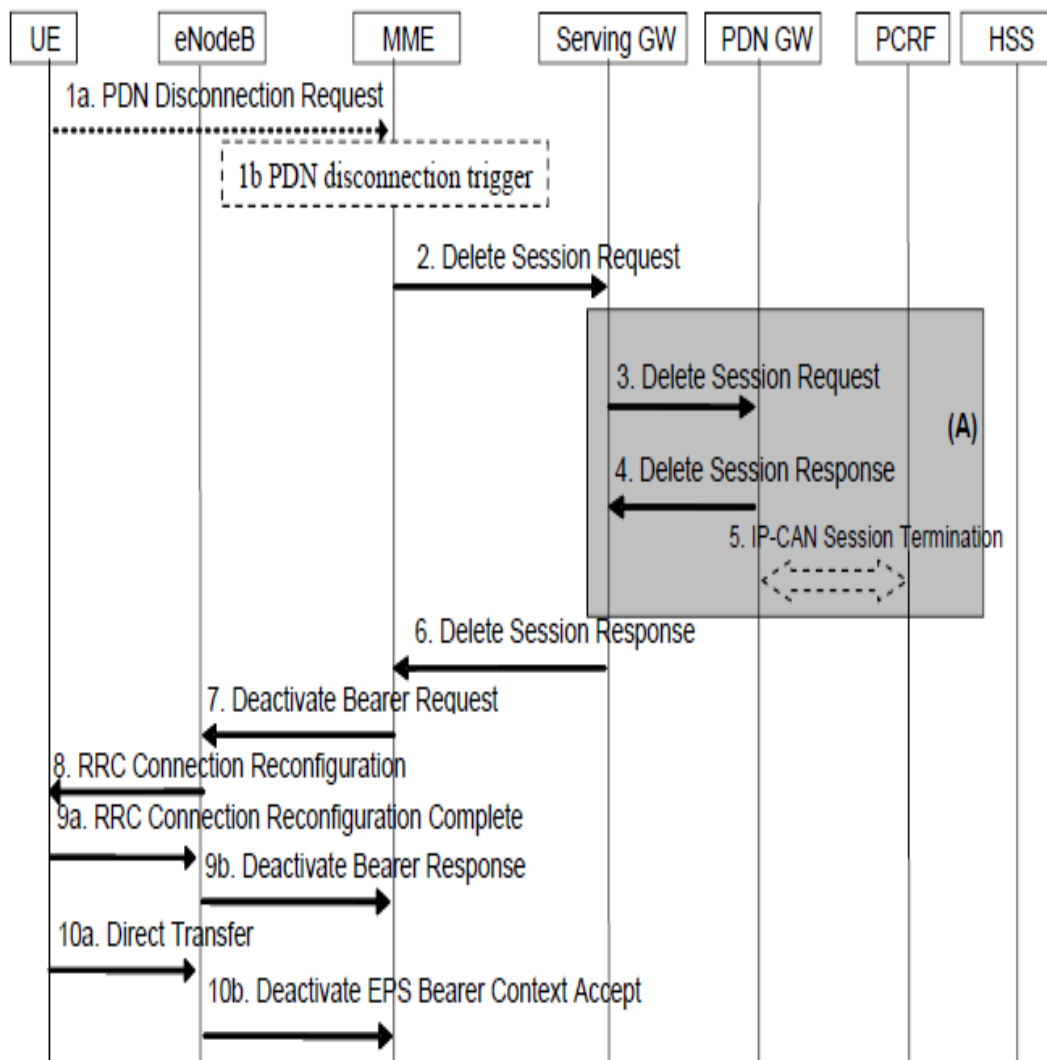 UE eNodeB MME Serving GW PDN GW PCRF HSS
1a. PDN Disconnection Request
1b PDN disconnection trigger
2. Delete Session Request
3. Delete Session Request
(A)
4. Delete Session Response
5. IP-CAN Session Termination
6. Delete Session Response
7. Deactivate Bearer Request
8. RRC Connection Reconfiguration
9a. RRC Connection Reconfiguration Complete
9b. Deactivate Bearer Response
10a. Direct Transfer
10b. Deactivate EPS Bearer Context Accept